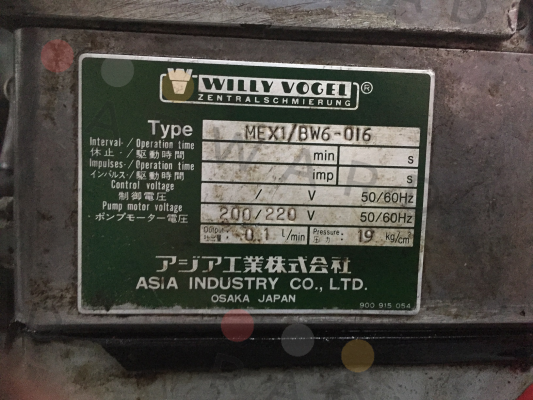 WILLY VOGEL ®
ZENTRALSCHMIERUNG
Type MEX1/BW6-016
Interval- / Operation time
休止 / 駆動時間 min s
Impulses- / Operation time
インパルス / 駆動時間 imp s
Control voltage
制御電圧 / V 50/60Hz
Pump motor voltage
ポンプモーター電圧 200/220 V 50/60Hz
Output 0.1 l/min Pressure 19 kg/cm²
アジア工業株式会社
ASIA INDUSTRY CO., LTD.
OSAKA JAPAN
900 915 054